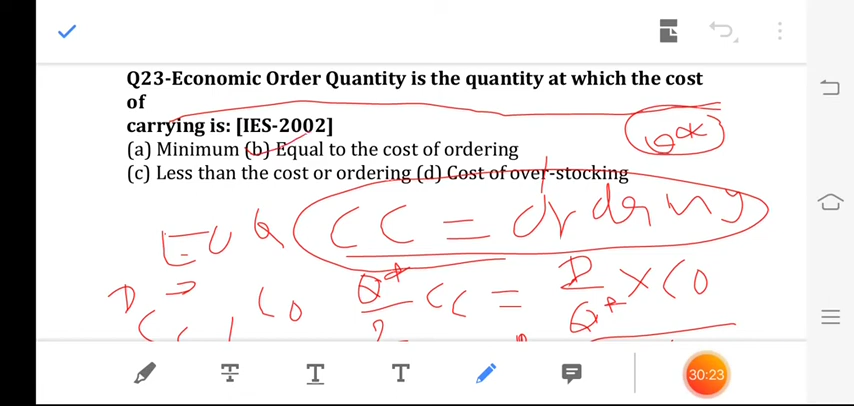 Q23-Economic Order Quantity is the quantity at which the cost
of
carrying is: [IES-2002]
(a) Minimum (b) Equal to the cost of ordering
(c) Less than the cost or ordering (d) Cost of over-stocking
Q*
EOQ CC = ordering
D → Co Q*/2 Cc = D/Q* × Co
Cc
T T T
30:23